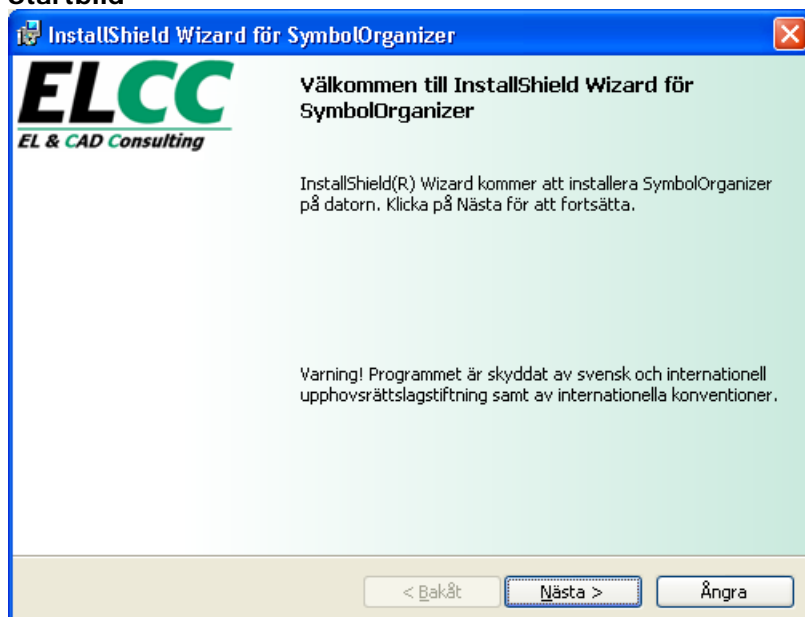 Startbild
InstallShield Wizard för SymbolOrganizer
ELCC
EL & CAD Consulting
Välkommen till InstallShield Wizard för
SymbolOrganizer
InstallShield(R) Wizard kommer att installera SymbolOrganizer
på datorn. Klicka på Nästa för att fortsätta.
Varning! Programmet är skyddat av svensk och internationell
upphovsrättslagstiftning samt av internationella konventioner.
< Bakåt
Nästa >
Ångra